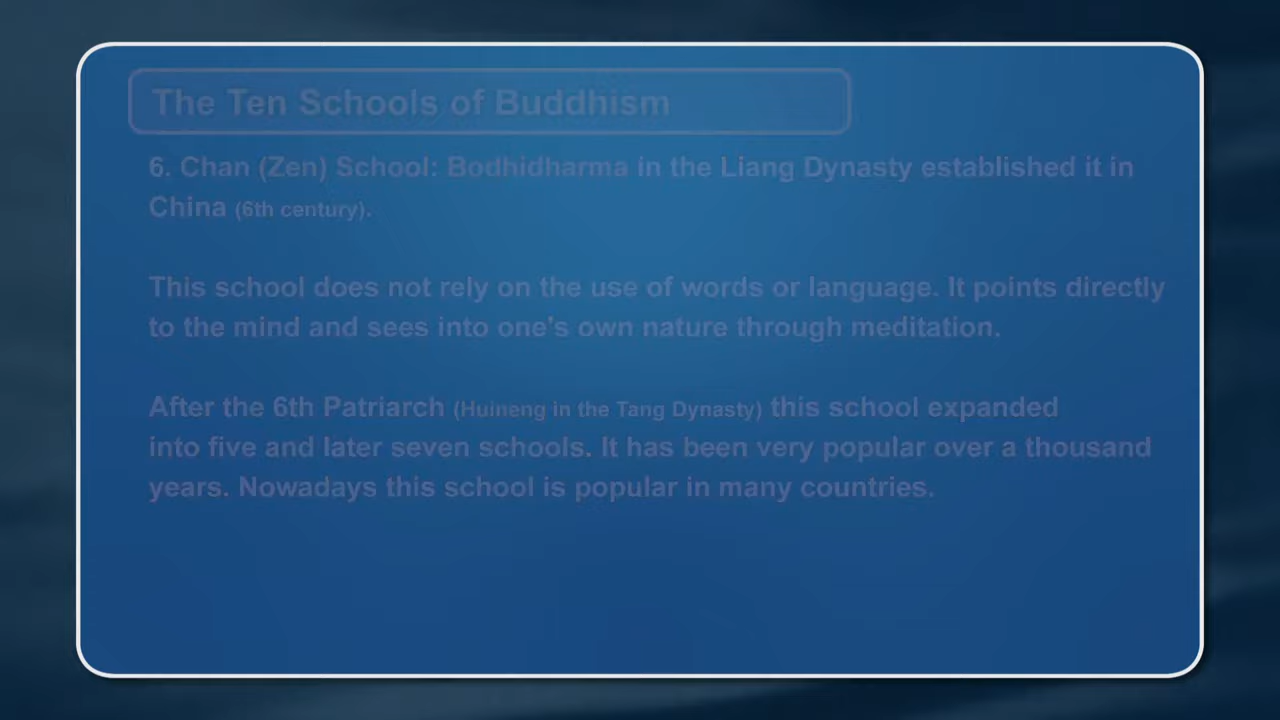 The Ten Schools of Buddhism
6. Chan (Zen) School: Bodhidharma in the Liang Dynasty established it in
China (6th century).
This school does not rely on the use of words or language. It points directly
to the mind and sees into one's own nature through meditation.
After the 6th Patriarch (Huineng in the Tang Dynasty) this school expanded
into five and later seven schools. It has been very popular over a thousand
years. Nowadays this school is popular in many countries.